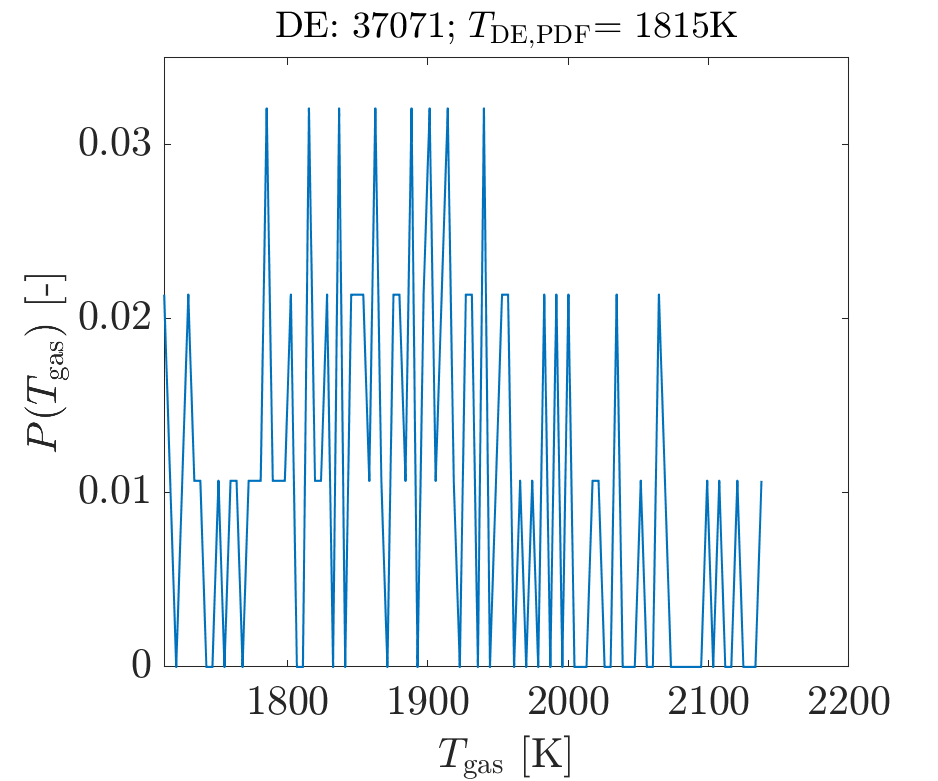 DE: 37071; T_DE,PDF= 1815K
0.03
0.02
0.01
0
P(T_gas) [-]
1800 1900 2000 2100 2200
T_gas [K]